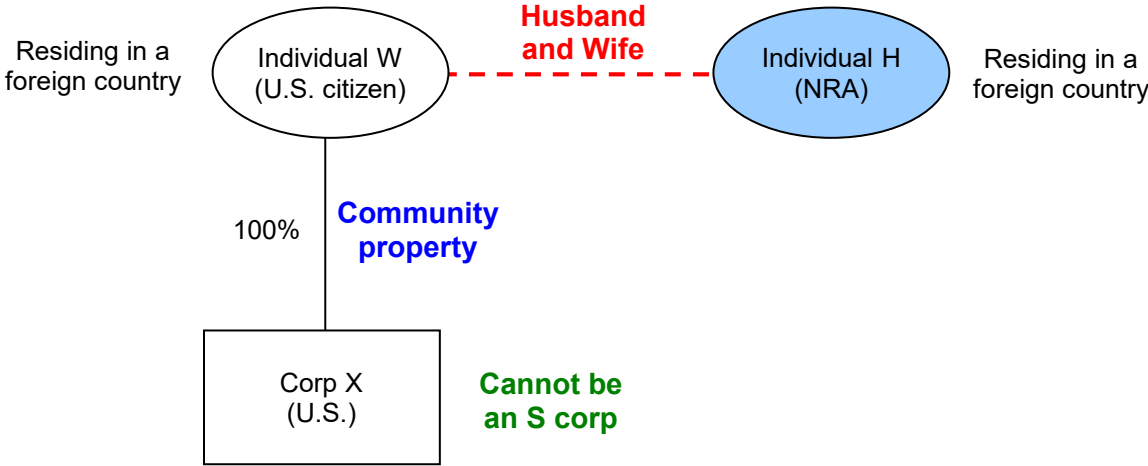 Husband
and Wife
Residing in a
foreign country
Individual W
(U.S. citizen)
Individual H
(NRA)
Residing in a
foreign country
100%
Community
property
Corp X
(U.S.)
Cannot be
an S corp